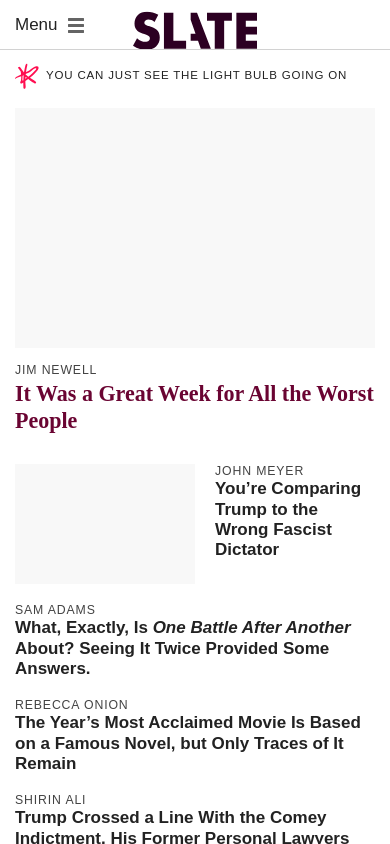 Menu
SLATE
YOU CAN JUST SEE THE LIGHT BULB GOING ON
JIM NEWELL
It Was a Great Week for All the Worst
People
JOHN MEYER
You’re Comparing
Trump to the
Wrong Fascist
Dictator
SAM ADAMS
What, Exactly, Is One Battle After Another
About? Seeing It Twice Provided Some
Answers.
REBECCA ONION
The Year’s Most Acclaimed Movie Is Based
on a Famous Novel, but Only Traces of It
Remain
SHIRIN ALI
Trump Crossed a Line With the Comey
Indictment. His Former Personal Lawyers